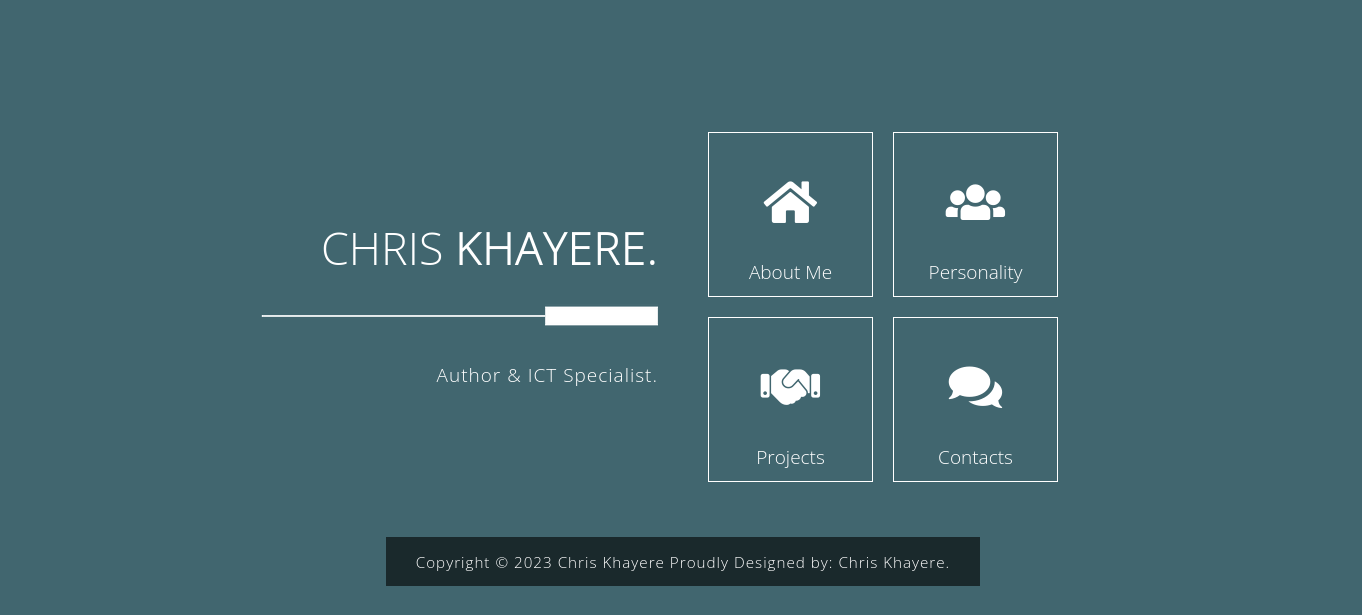 CHRIS KHAYERE.
Author & ICT Specialist.
About Me
Personality
Projects
Contacts
Copyright © 2023 Chris Khayere Proudly Designed by: Chris Khayere.